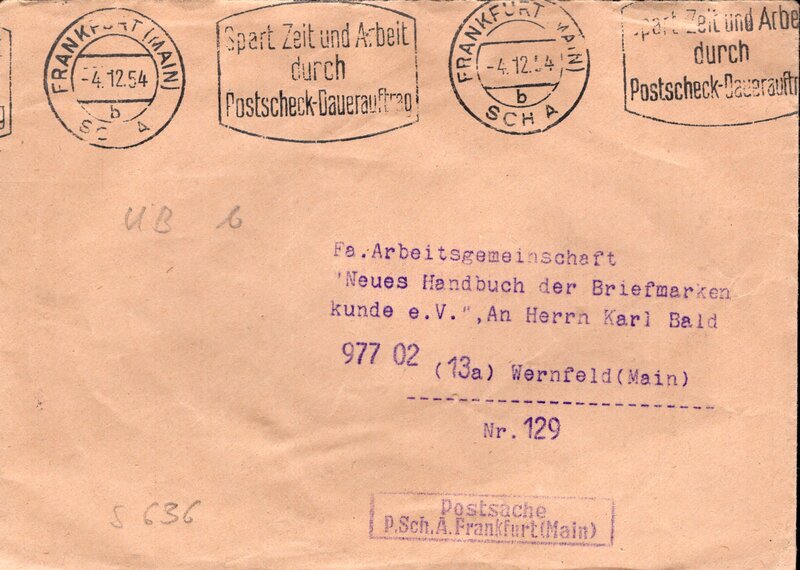 FRANKFURT (MAIN)
-4.12.54
b
SCH A
Spart Zeit und Arbeit
durch
Postscheck-Dauerauftrag
FRANKFURT (MAIN)
-4.12.54
b
SCH A
Spart Zeit und Arbe
durch
Postscheck-Dauerauftr
UB b
Fa.Arbeitsgemeinschaft
"Neues Handbuch der Briefmarken
kunde e.V.",An Herrn Karl Bald
977 02 (13a) Wernfeld(Main)
Nr. 129
S 636
Postsache
P.Sch.A.Frankfurt(Main)